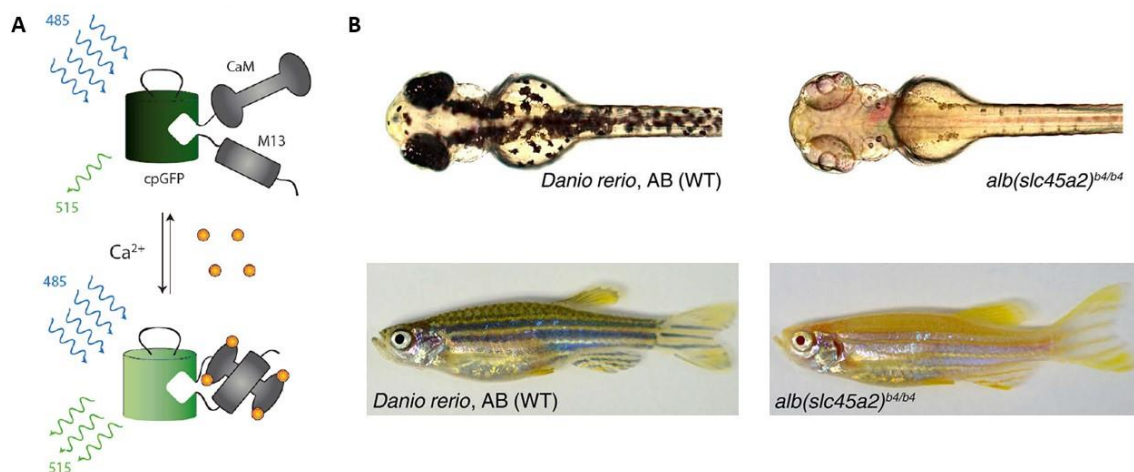 A
485
CaM
M13
cpGFP
515
Ca²⁺
485
515
B
Danio rerio, AB (WT)
alb(slc45a2)ᵇ⁴/ᵇ⁴
Danio rerio, AB (WT)
alb(slc45a2)ᵇ⁴/ᵇ⁴